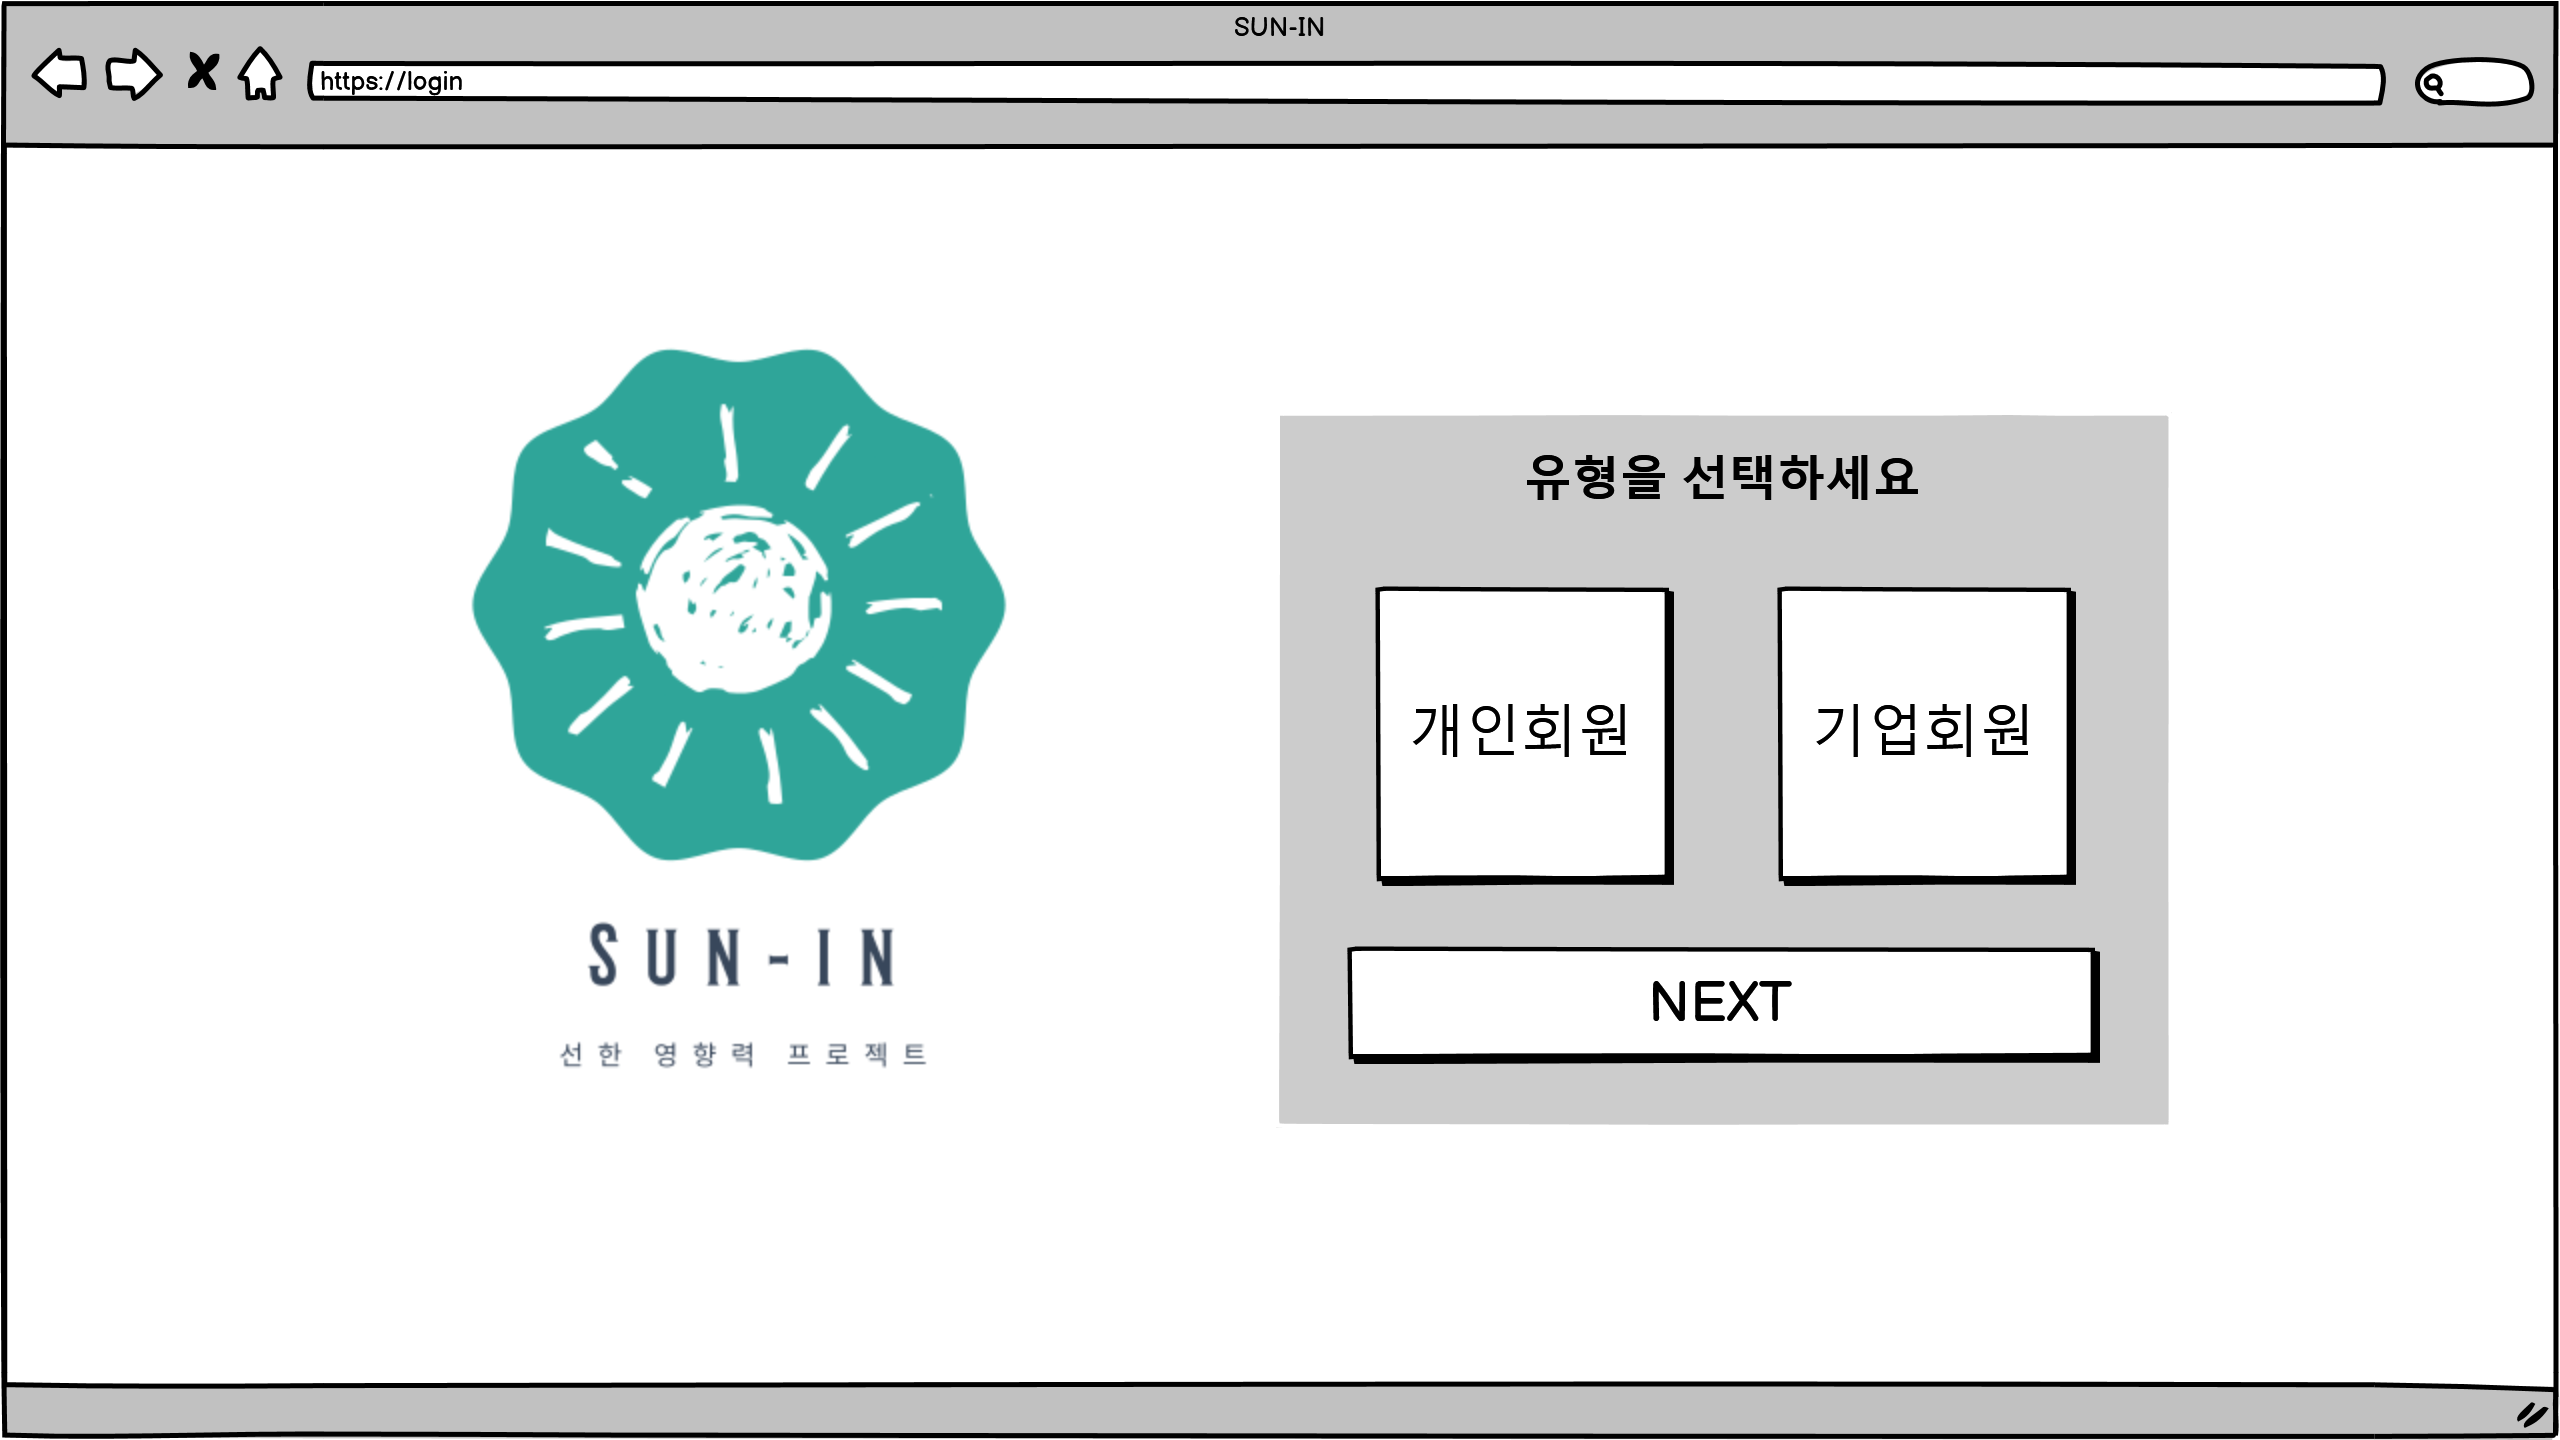 SUN-IN
https://login
SUN-IN
선한 영향력 프로젝트
유형을 선택하세요
개인회원
기업회원
NEXT